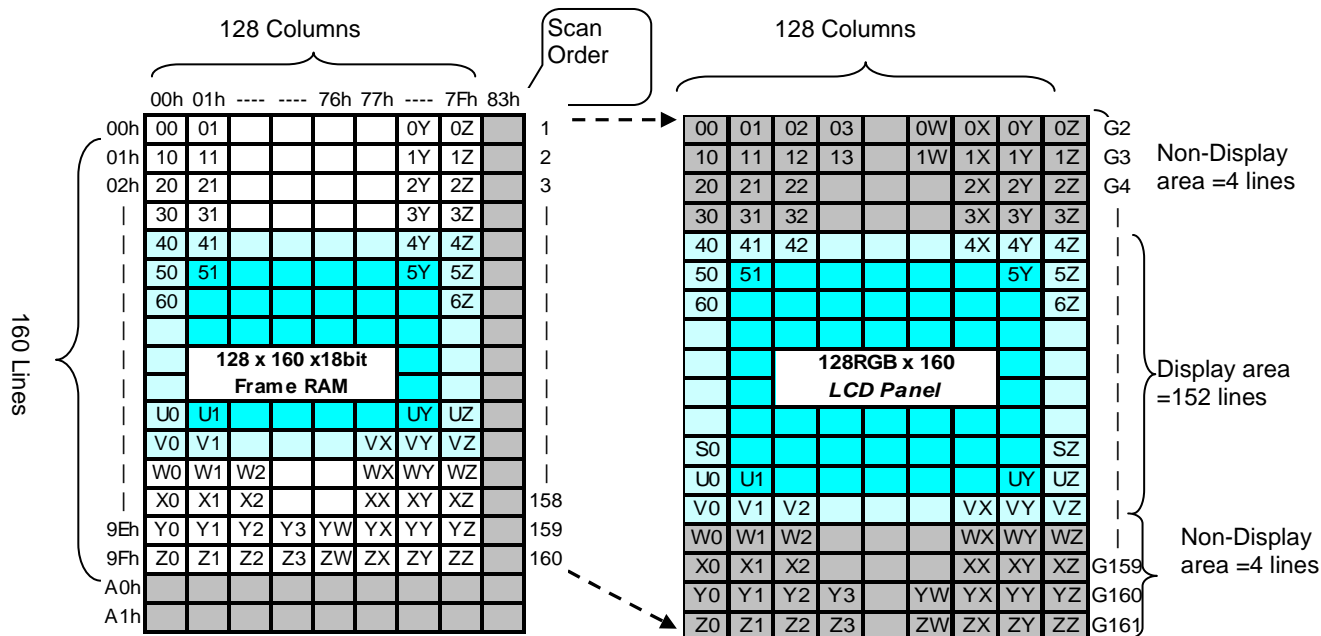 128 Columns
Scan
Order
128 Columns
00h 01h ---- ---- 76h 77h ---- 7Fh 83h
00h 00 01 0Y 0Z 1
01h 10 11 1Y 1Z 2
02h 20 21 2Y 2Z 3
30 31 3Y 3Z
40 41 4Y 4Z
50 51 5Y 5Z
60 6Z
160 Lines
128 x 160 x18bit
Frame RAM
U0 U1 UY UZ
V0 V1 VX VY VZ
W0 W1 W2 WX WY WZ
X0 X1 X2 XX XY XZ 158
9Eh Y0 Y1 Y2 Y3 YW YX YY YZ 159
9Fh Z0 Z1 Z2 Z3 ZW ZX ZY ZZ 160
A0h
A1h
00 01 02 03 0W 0X 0Y 0Z G2
10 11 12 13 1W 1X 1Y 1Z G3
20 21 22 2X 2Y 2Z G4
30 31 32 3X 3Y 3Z
Non-Display
area =4 lines
40 41 42 4X 4Y 4Z
50 51 5Y 5Z
60 6Z
128RGB x 160
LCD Panel
Display area
=152 lines
S0 SZ
U0 U1 UY UZ
V0 V1 V2 VX VY VZ
W0 W1 W2 WX WY WZ
X0 X1 X2 XX XY XZ G159
Y0 Y1 Y2 Y3 YW YX YY YZ G160
Z0 Z1 Z2 Z3 ZW ZX ZY ZZ G161
Non-Display
area =4 lines